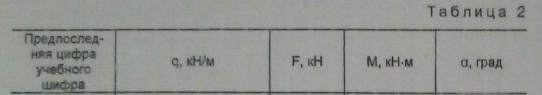 Таблица 2
Предпослед-
няя цифра
учебного
шифра
q, кН/м
F, кН
М, кН·м
α, град